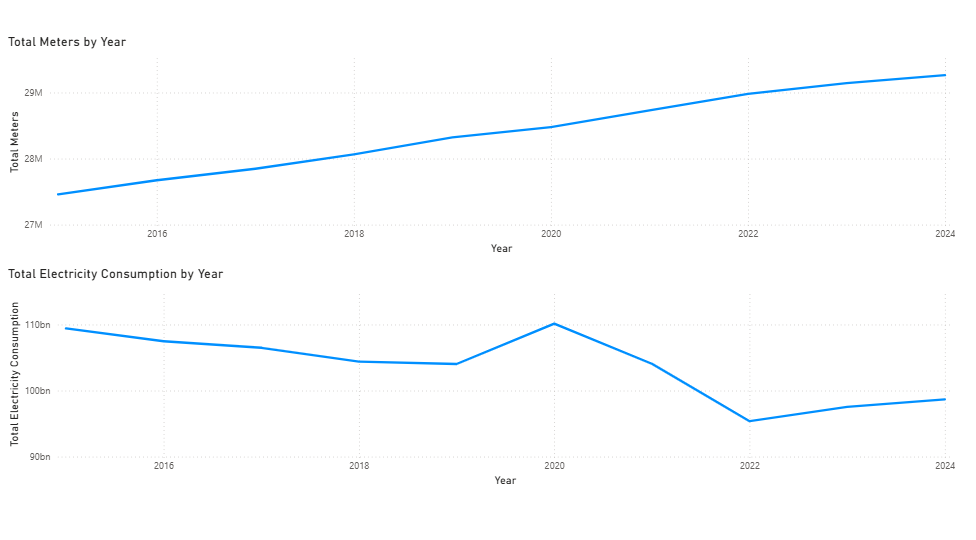 Total Meters by Year
Total Meters
29M
28M
27M
2016 2018 2020 2022 2024
Year
Total Electricity Consumption by Year
Total Electricity Consumption
110bn
100bn
90bn
2016 2018 2020 2022 2024
Year